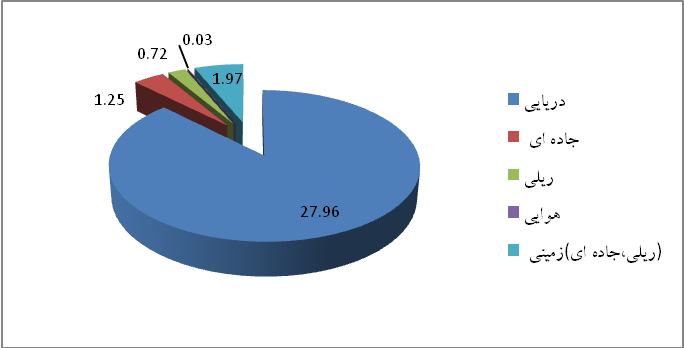 0.03
0.72
1.97
1.25
27.96
دریایی
جاده ای
ریلی
هوایی
زمینی(ریلی،جاده ای)